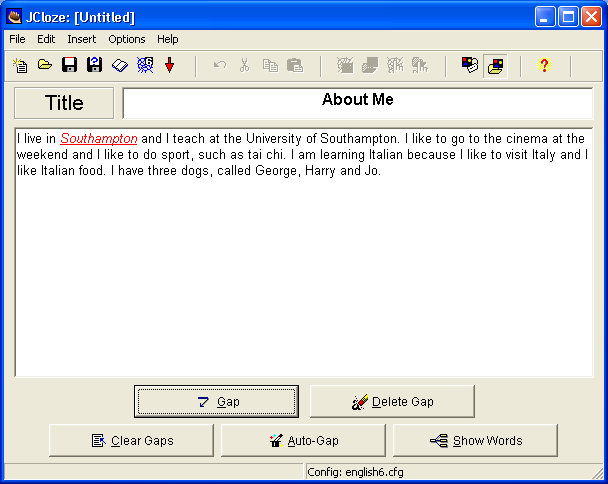 JCloze: [Untitled]
File Edit Insert Options Help
Title
About Me
I live in Southampton and I teach at the University of Southampton. I like to go to the cinema at the
weekend and I like to do sport, such as tai chi. I am learning Italian because I like to visit Italy and I
like Italian food. I have three dogs, called George, Harry and Jo.
Gap Delete Gap
Clear Gaps Auto-Gap Show Words
Config: english6.cfg